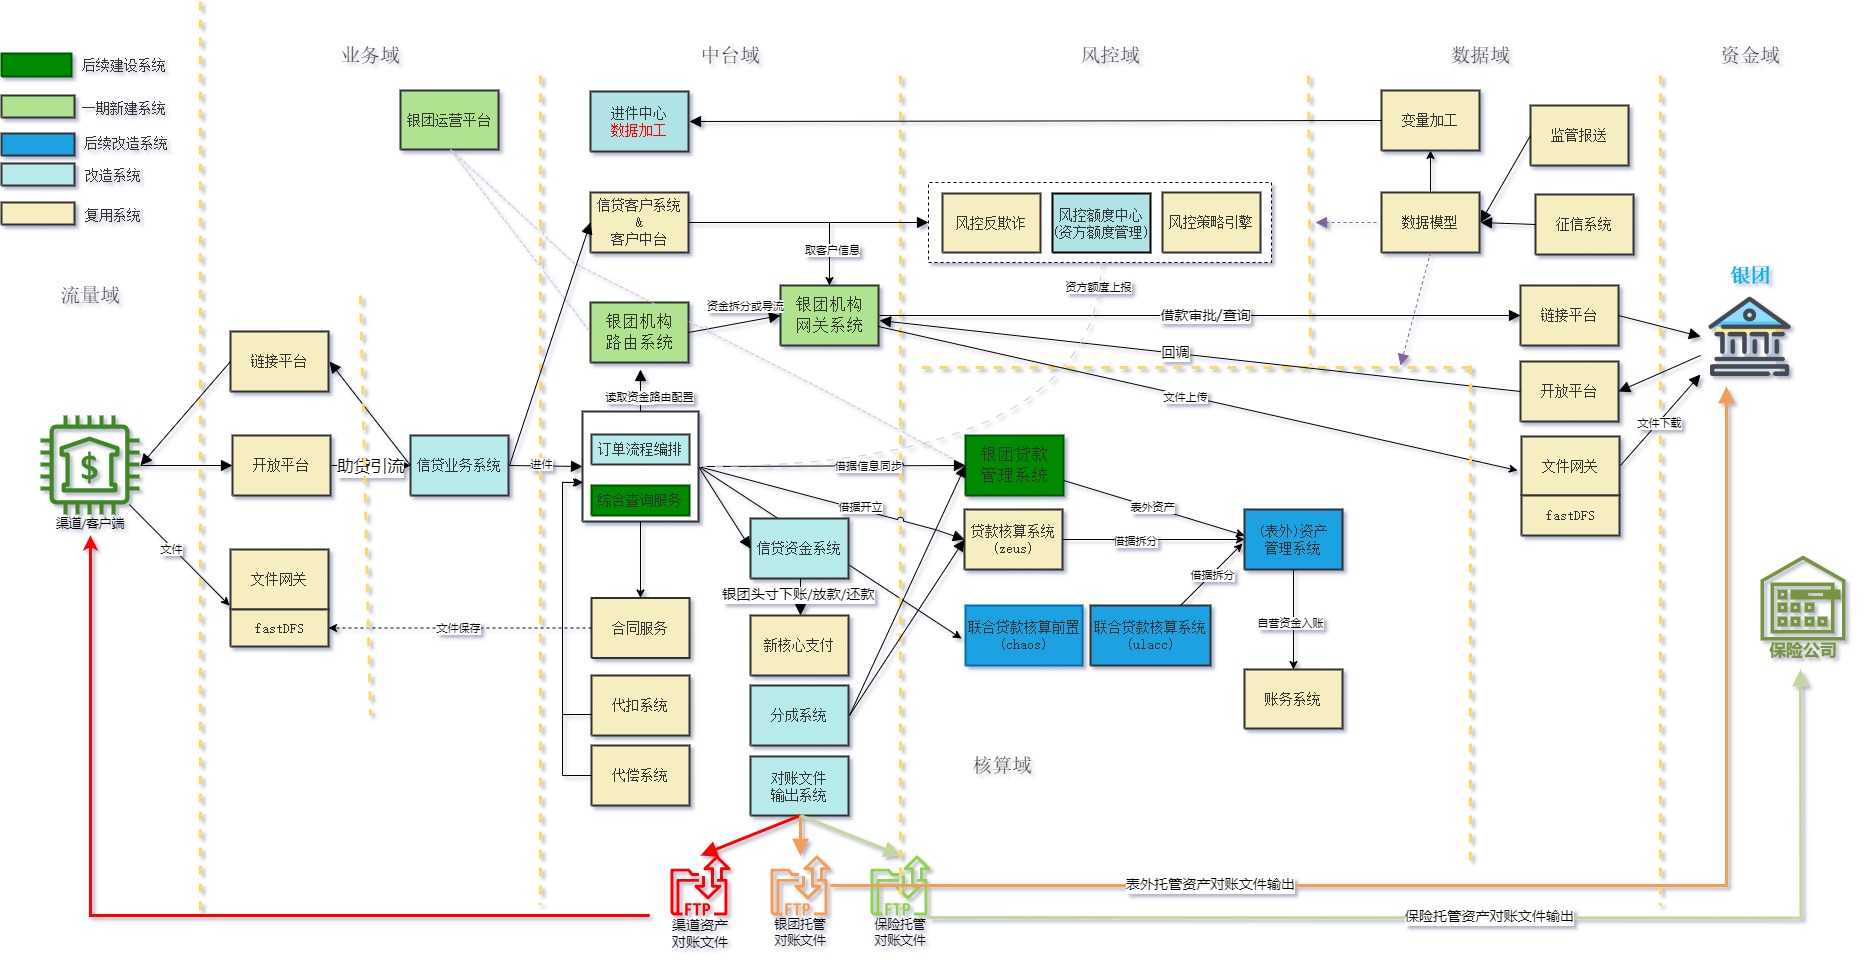 业务域
中台域
风控域
数据域
资金域
后续建设系统
一期新建系统
后续改造系统
改造系统
复用系统
流量域
银团运营平台
进件中心
数据加工
变量加工
监管报送
信贷客户系统
&
客户中台
风控反欺诈
风控额度中心
(资方额度管理)
风控策略引擎
数据模型
征信系统
取客户信息
资方额度上报
银团
银团机构
路由系统
资金拆分或导流
银团机构
网关系统
借款审批/查询
链接平台
回调
开放平台
链接平台
读取资金路由配置
文件上传
文件下载
开放平台
助贷引流
信贷业务系统
进件
订单流程编排
综合查询服务
借据信息同步
银团贷款
管理系统
文件网关
fastDFS
渠道/客户端
文件
借据开立
表外资产
信贷资金系统
贷款核算系统
(zeus)
借据拆分
(表外)资产
管理系统
借据拆分
文件网关
fastDFS
文件保存
合同服务
银团头寸下账/放款/还款
新核心支付
联合贷款核算前置
(chaos)
联合贷款核算系统
(ulacc)
自营资金入账
保险公司
代扣系统
分成系统
账务系统
代偿系统
对账文件
输出系统
核算域
FTP
渠道资产
对账文件
FTP
银团托管
对账文件
FTP
保险托管
对账文件
表外托管资产对账文件输出
保险托管资产对账文件输出